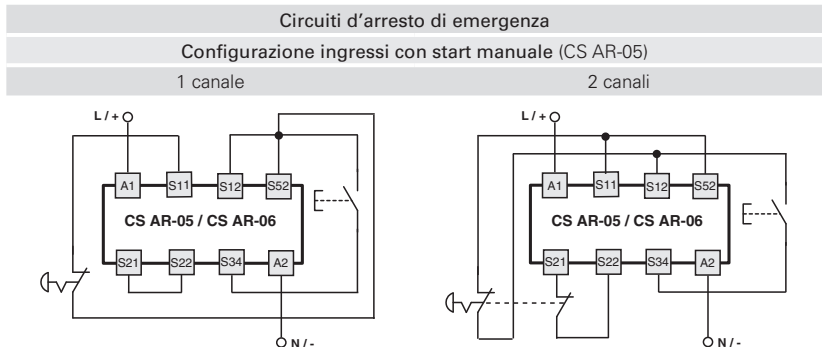 Circuiti d'arresto di emergenza
Configurazione ingressi con start manuale (CS AR-05)
1 canale 2 canali
L / + L / +
A1 S11 S12 S52 A1 S11 S12 S52
CS AR-05 / CS AR-06 CS AR-05 / CS AR-06
S21 S22 S34 A2 S21 S22 S34 A2
N / - N / -